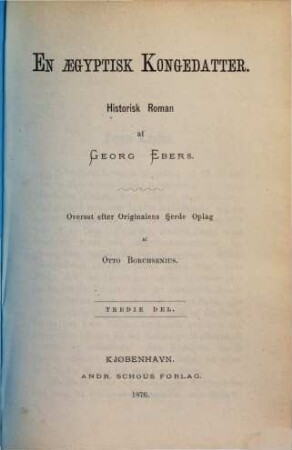 EN ÆGYPTISK KONGEDATTER.
Historisk Roman
af
GEORG EBERS.
Oversat efter Originalens fjerde Oplag
af
OTTO BORCHSENIUS.
TREDIE DEL.
KJØBENHAVN.
ANDR. SCHOUS FORLAG.
1876.